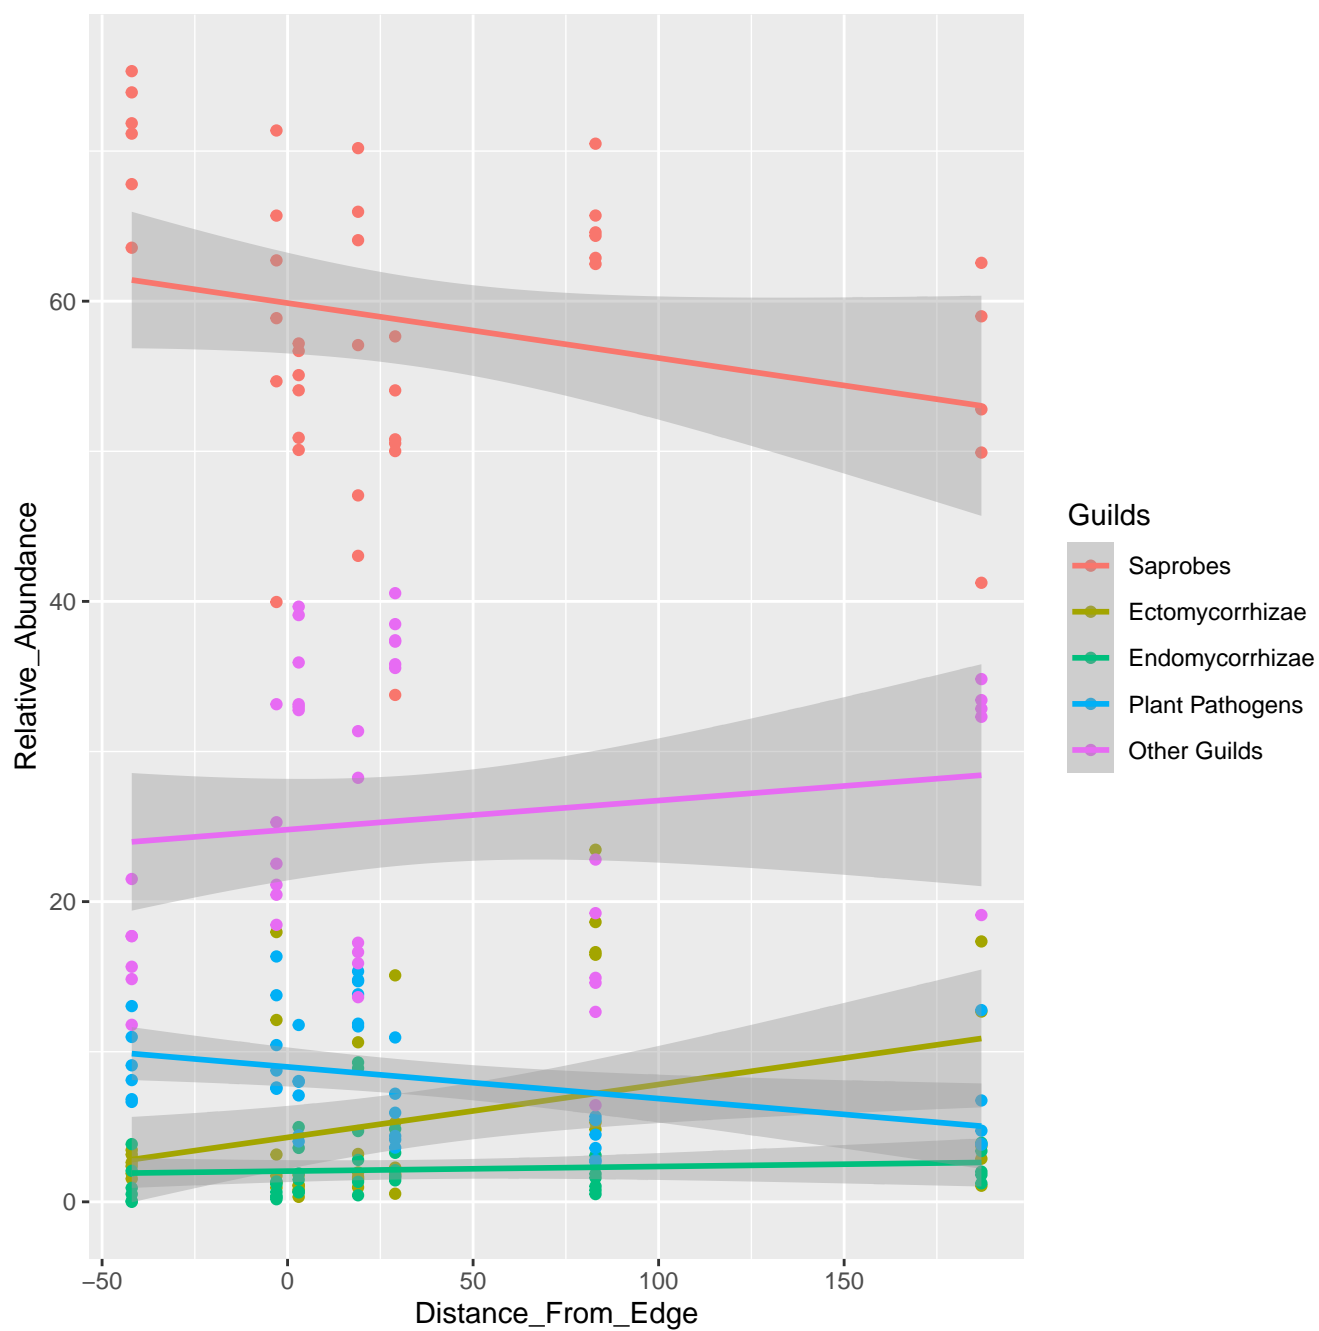 Relative_Abundance
60
40
20
0
−50
0
50
100
150
Distance_From_Edge
Guilds
Saprobes
Ectomycorrhizae
Endomycorrhizae
Plant Pathogens
Other Guilds